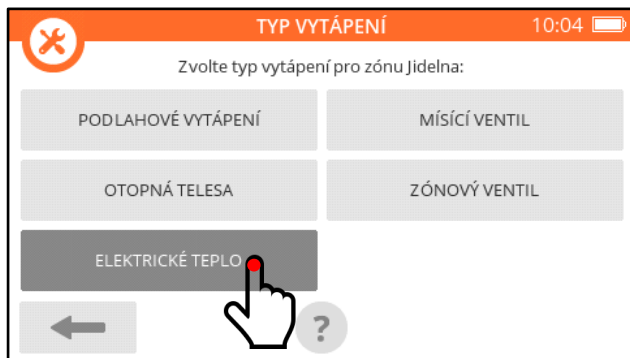 TYP VYTÁPENÍ 10:04
Zvolte typ vytápení pro zónu Jidelna:
PODLAHOVÉ VYTÁPENÍ MÍSÍCÍ VENTIL
OTOPNÁ TELESA ZÓNOVÝ VENTIL
ELEKTRICKÉ TEPLO
?